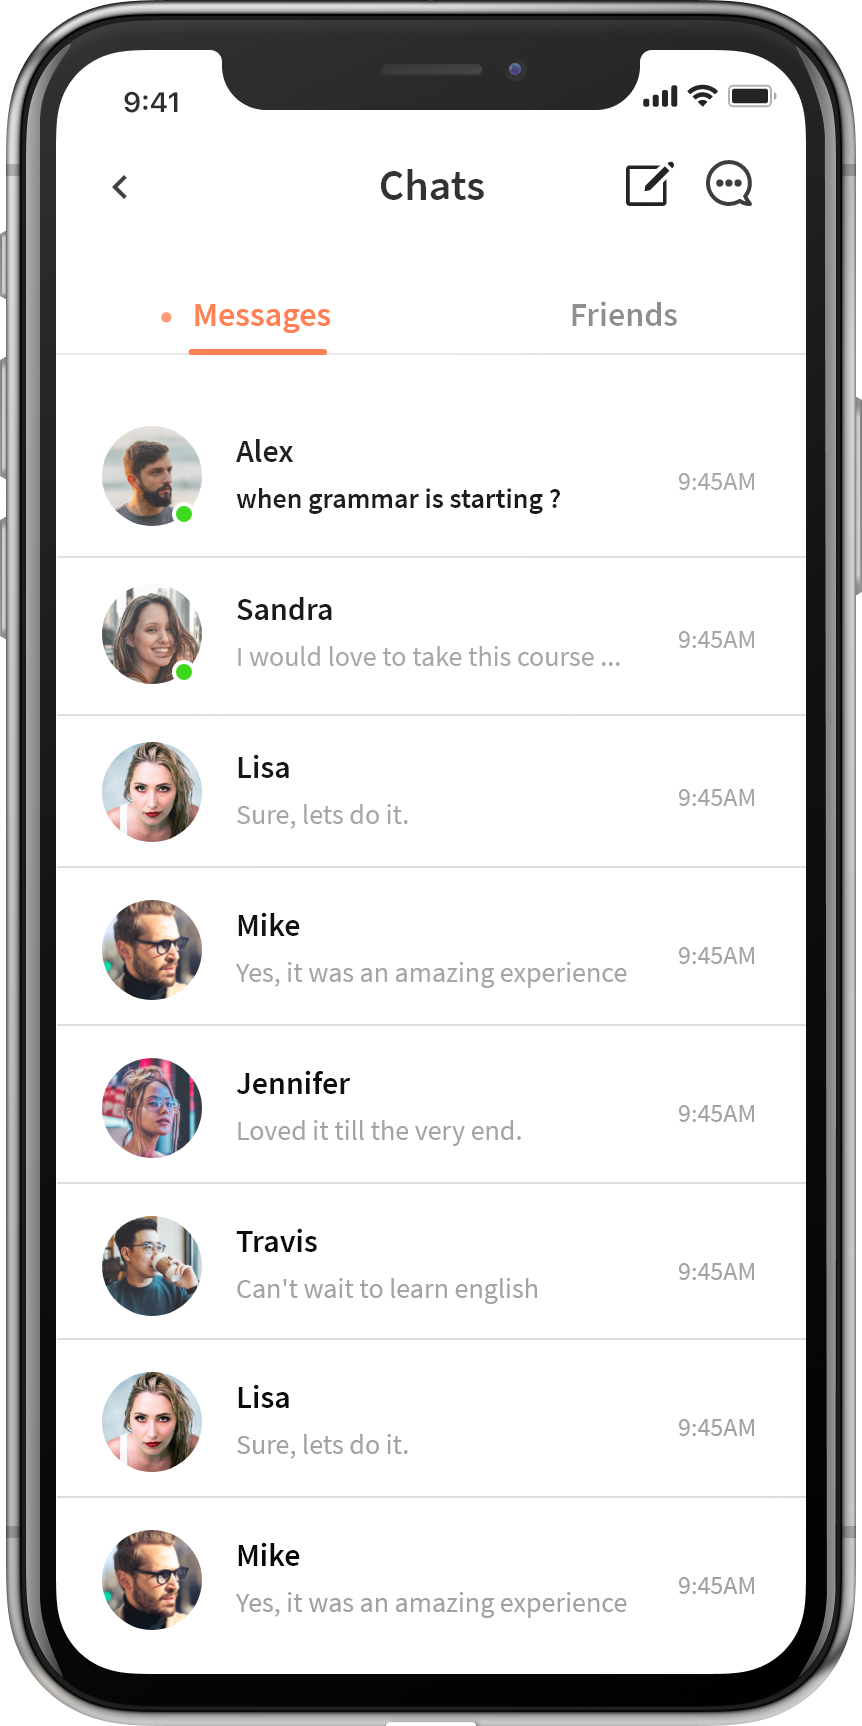 9:41
Chats
Messages Friends
Alex
when grammar is starting ?
9:45AM
Sandra
I would love to take this course ...
9:45AM
Lisa
Sure, lets do it.
9:45AM
Mike
Yes, it was an amazing experience
9:45AM
Jennifer
Loved it till the very end.
9:45AM
Travis
Can't wait to learn english
9:45AM
Lisa
Sure, lets do it.
9:45AM
Mike
Yes, it was an amazing experience
9:45AM